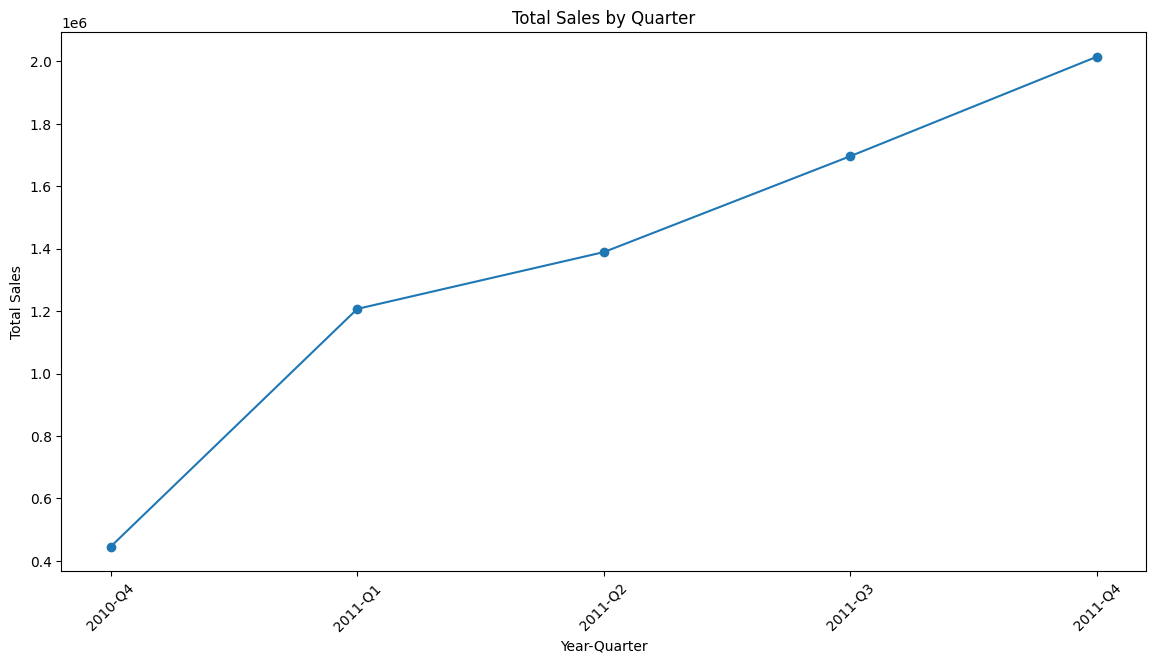 Total Sales by Quarter
1e6
2.0
1.8
1.6
1.4
1.2
1.0
0.8
0.6
0.4
Total Sales
2010-Q4
2011-Q1
2011-Q2
2011-Q3
2011-Q4
Year-Quarter